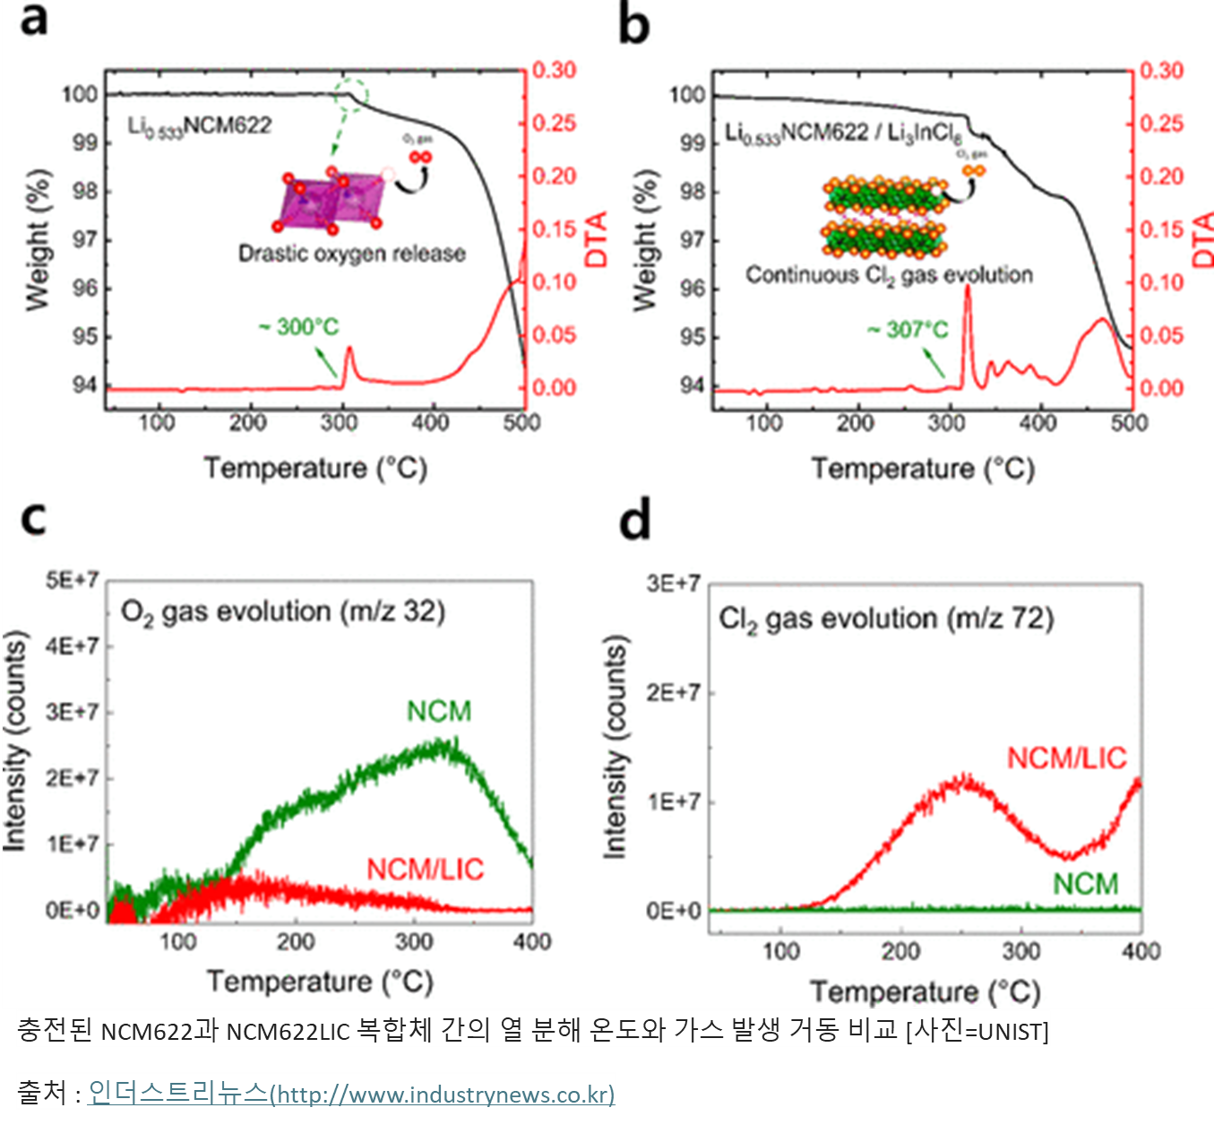 a
b
100
99
98
97
96
95
94
Weight (%)
Li0.533NCM622
O2 gas
Drastic oxygen release
~ 300°C
0.30
0.25
0.20
0.15
0.10
0.05
0.00
DTA
100
200
300
400
500
Temperature (°C)
100
99
98
97
96
95
94
Weight (%)
Li0.533NCM622 / Li3InCl6
gas
Continuous Cl2 gas evolution
~ 307°C
0.30
0.25
0.20
0.15
0.10
0.05
0.00
DTA
100
200
300
400
500
Temperature (°C)
c
d
5E+7
4E+7
3E+7
2E+7
1E+7
0E+0
Intensity (counts)
O2 gas evolution (m/z 32)
NCM
NCM/LIC
100
200
300
400
Temperature (°C)
3E+7
2E+7
1E+7
0E+0
Intensity (counts)
Cl2 gas evolution (m/z 72)
NCM/LIC
NCM
100
200
300
400
Temperature (°C)
충전된 NCM622과 NCM622LIC 복합체 간의 열 분해 온도와 가스 발생 거동 비교 [사진=UNIST]
출처 : 인더스트리뉴스(http://www.industrynews.co.kr)